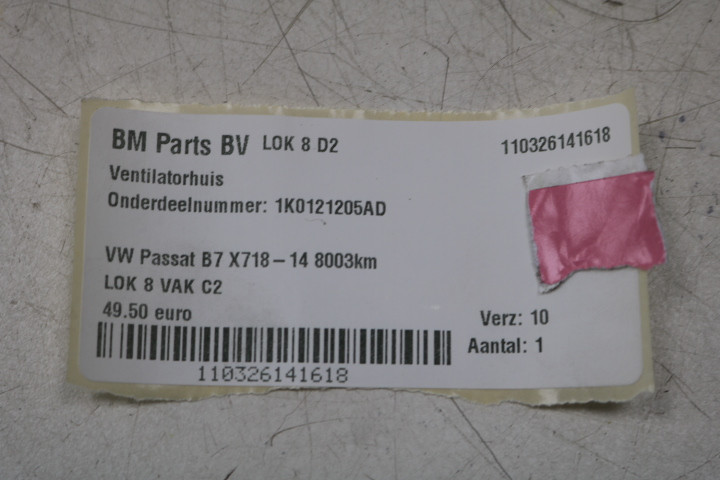 BM Parts BV LOK 8 D2 110326141618
Ventilatorhuis
Onderdeelnummer: 1K0121205AD
VW Passat B7 X718 – 14 8003km
LOK 8 VAK C2
49.50 euro Verz: 10
Aantal: 1
110326141618